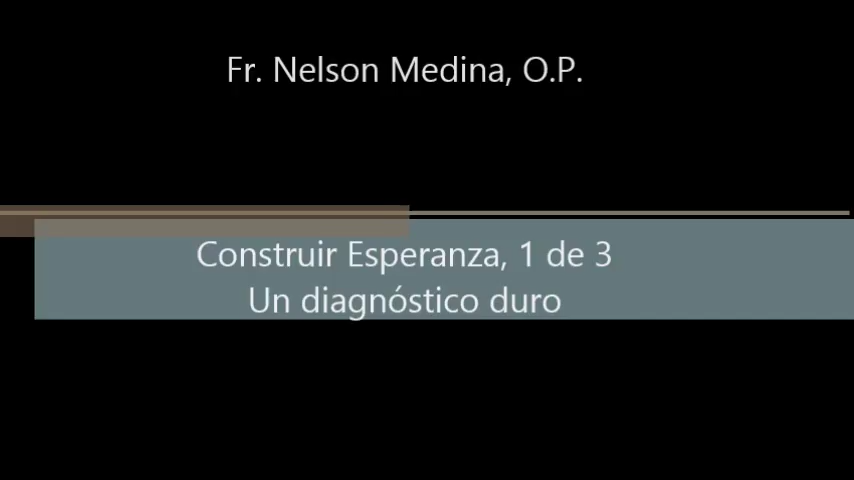 Fr. Nelson Medina, O.P.
Construir Esperanza, 1 de 3
Un diagnóstico duro